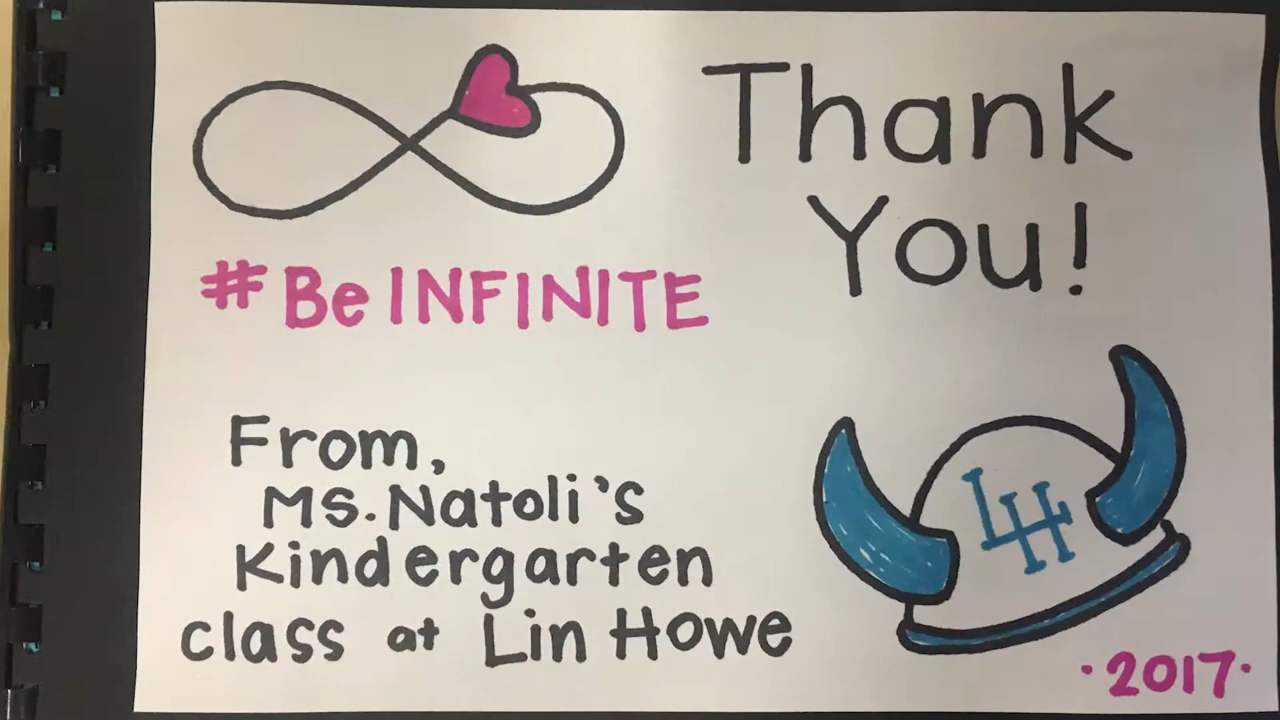 Thank
You!
#BeINFINITE
From,
Ms. Natoli's
Kindergarten
class at Lin Howe
LH
·2017·